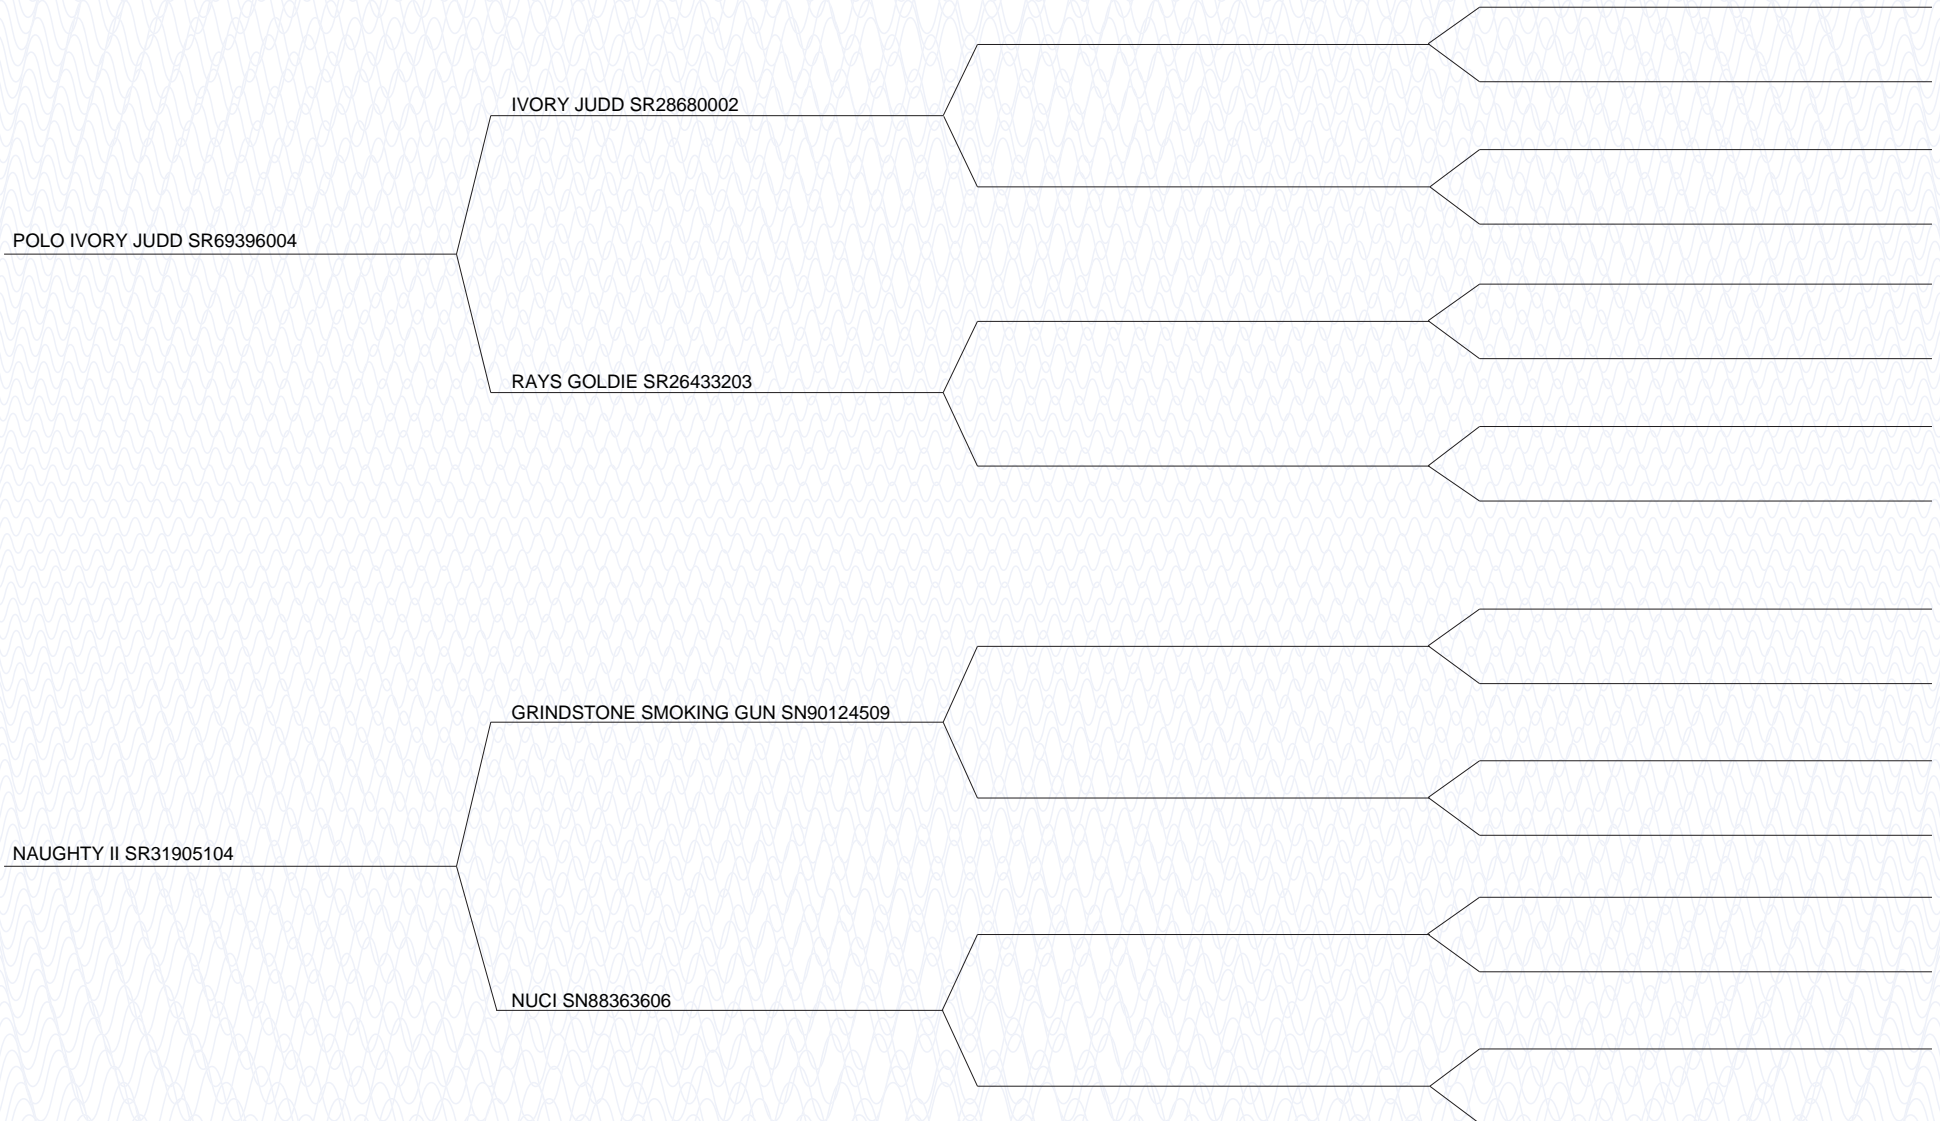 IVORY JUDD SR28680002
POLO IVORY JUDD SR69396004
RAYS GOLDIE SR26433203
GRINDSTONE SMOKING GUN SN90124509
NAUGHTY II SR31905104
NUCI SN88363606